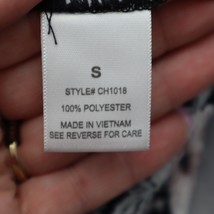 S
STYLE# CH1018
100% POLYESTER
MADE IN VIETNAM
SEE REVERSE FOR CARE